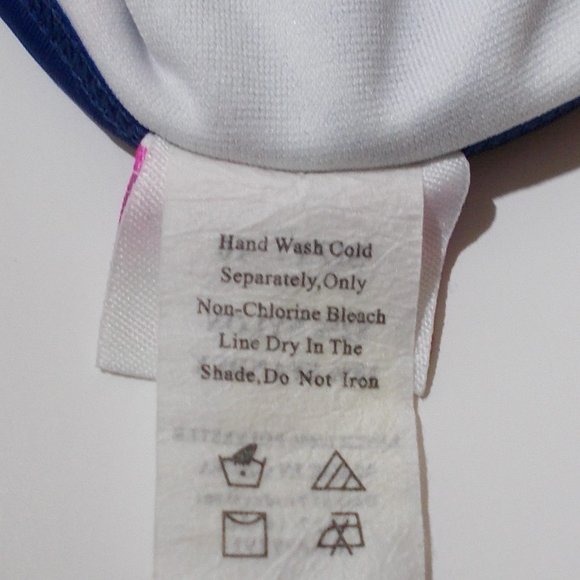 Hand Wash Cold
Separately,Only
Non-Chlorine Bleach
Line Dry In The
Shade,Do Not Iron